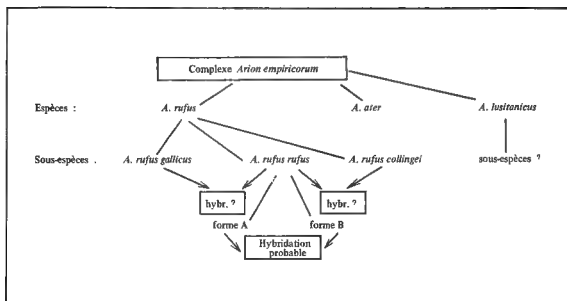 Complexe Arion empiricorum
Espèces : A. rufus A. ater A. lusitanicus
Sous-espèces . A. rufus gallicus A. rufus rufus A. rufus collingei sous-espèces ?
hybr. ? hybr. ?
forme A forme B
Hybridation
probable